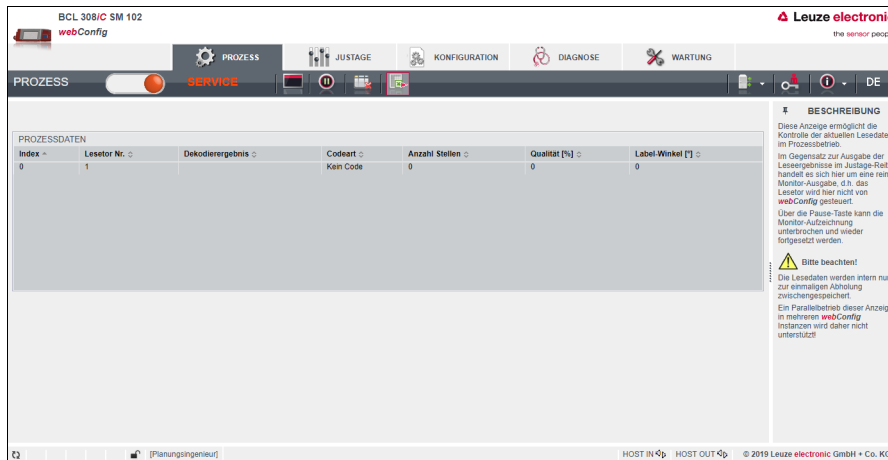 BCL 308iC SM 102
webConfig
Leuze electronic
the sensor people
PROZESS
JUSTAGE
KONFIGURATION
DIAGNOSE
WARTUNG
PROZESS
SERVICE
DE
PROZESSDATEN
Index
Lesetor Nr.
Dekodierergebnis
Codeart
Anzahl Stellen
Qualität [%]
Label-Winkel [°]
0
1
Kein Code
0
0
0
BESCHREIBUNG
Diese Anzeige ermöglicht die
Kontrolle der aktuellen Lesedate
im Prozessbetrieb.
Im Gegensatz zur Ausgabe der
Leseergebnisse im Justage-Reit
handelt es sich hier um eine rein
Monitor-Ausgabe, d.h. das
Lesetor wird hier nicht von
webConfig gesteuert.
Über die Pause-Taste kann die
Monitor-Aufzeichnung
unterbrochen und wieder
fortgesetzt werden.
Bitte beachten!
Die Lesedaten werden intern nur
zur einmaligen Abholung
zwischengespeichert.
Ein Parallelbetrieb dieser Anzeig
in mehreren webConfig
Instanzen wird daher nicht
unterstützt!
[Planungsingenieur]
HOST IN
HOST OUT
© 2019 Leuze electronic GmbH + Co. KG